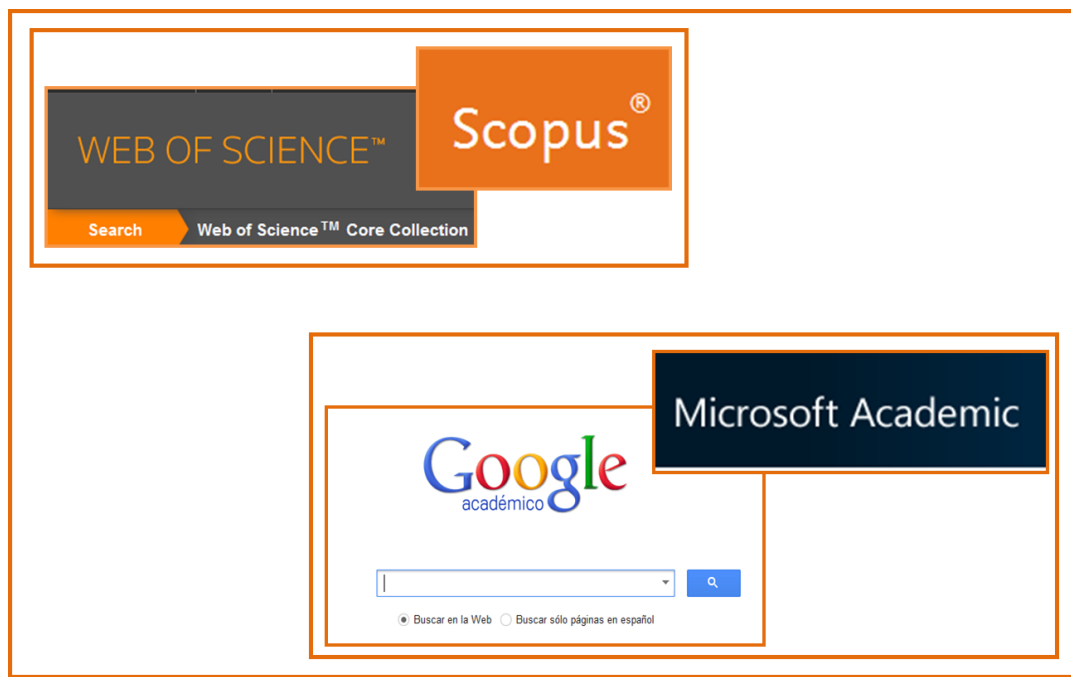 WEB OF SCIENCE™
Scopus®
Search
Web of Science™ Core Collection
Microsoft Academic
Google
académico
Buscar en la Web
Buscar sólo páginas en español